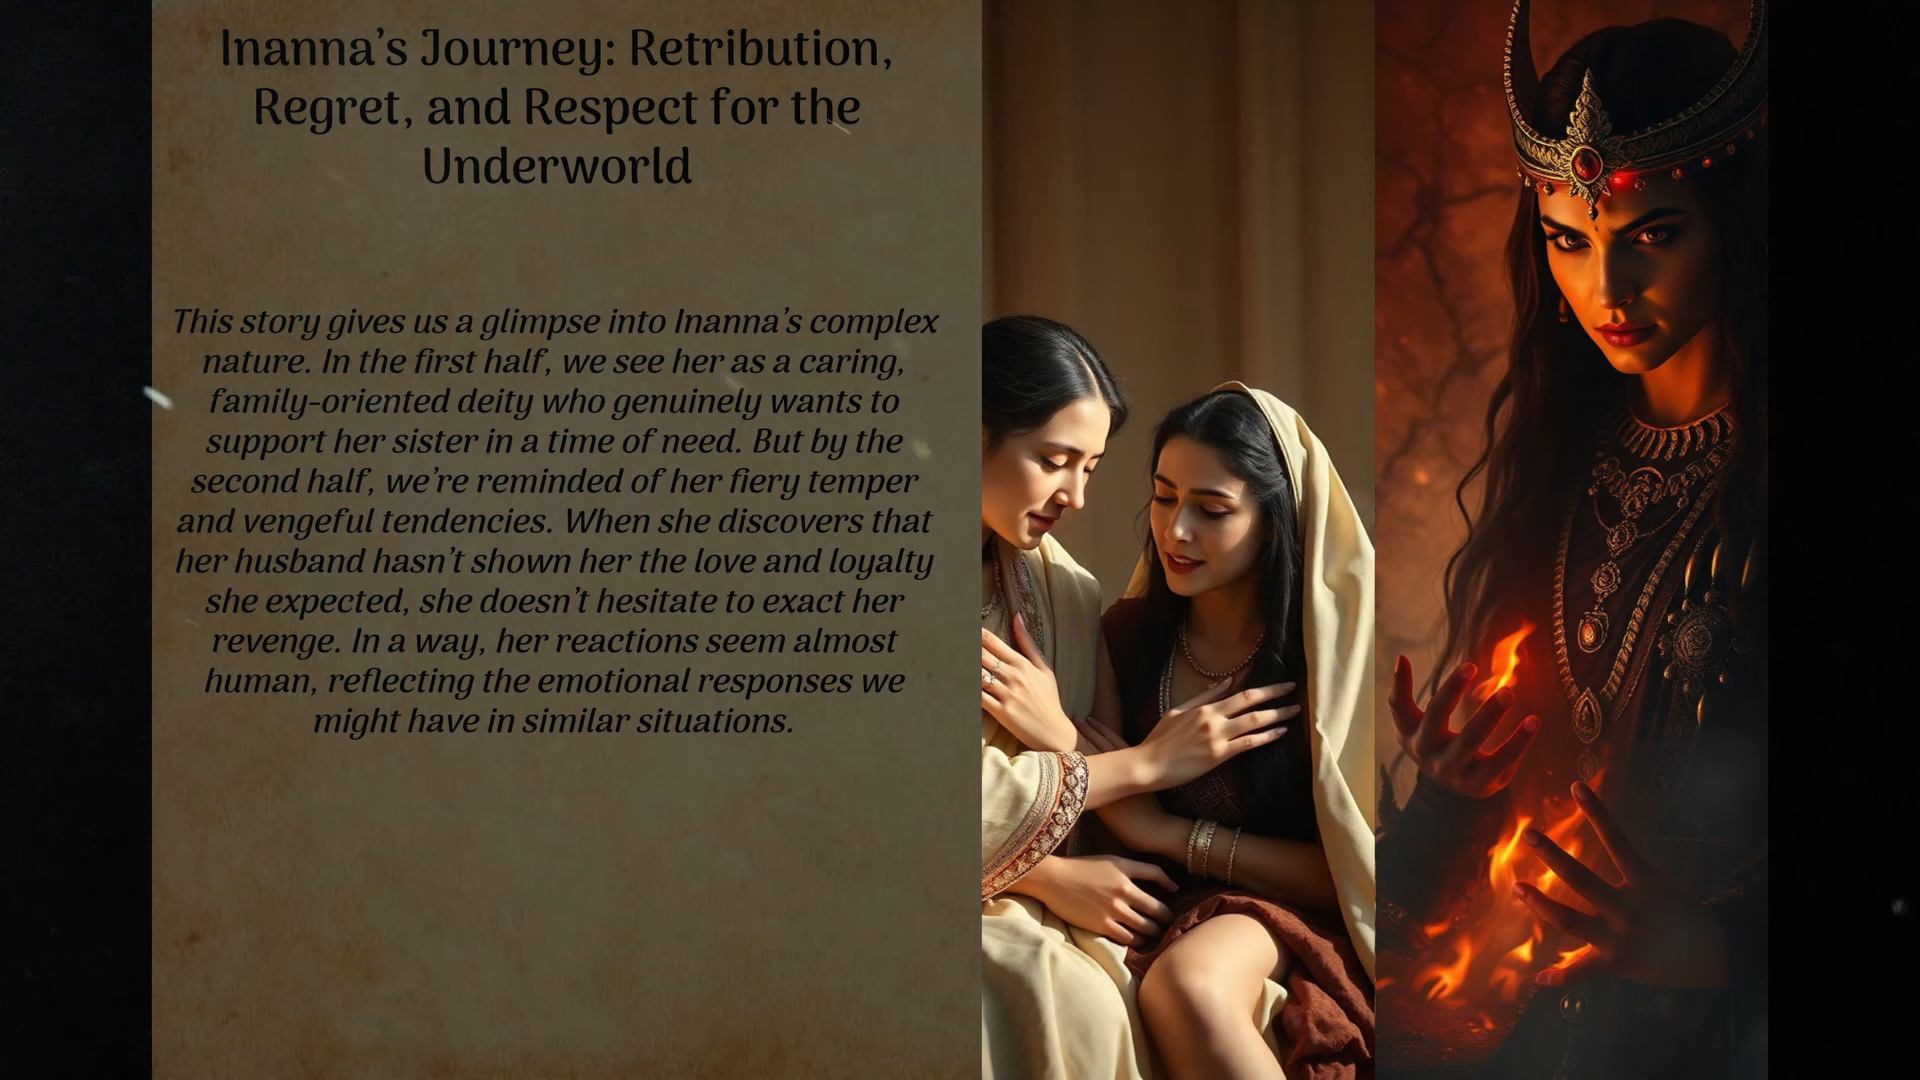 Inanna’s Journey: Retribution,
Regret, and Respect for the
Underworld
This story gives us a glimpse into Inanna’s complex
nature. In the first half, we see her as a caring,
family-oriented deity who genuinely wants to
support her sister in a time of need. But by the
second half, we’re reminded of her fiery temper
and vengeful tendencies. When she discovers that
her husband hasn’t shown her the love and loyalty
she expected, she doesn’t hesitate to exact her
revenge. In a way, her reactions seem almost
human, reflecting the emotional responses we
might have in similar situations.